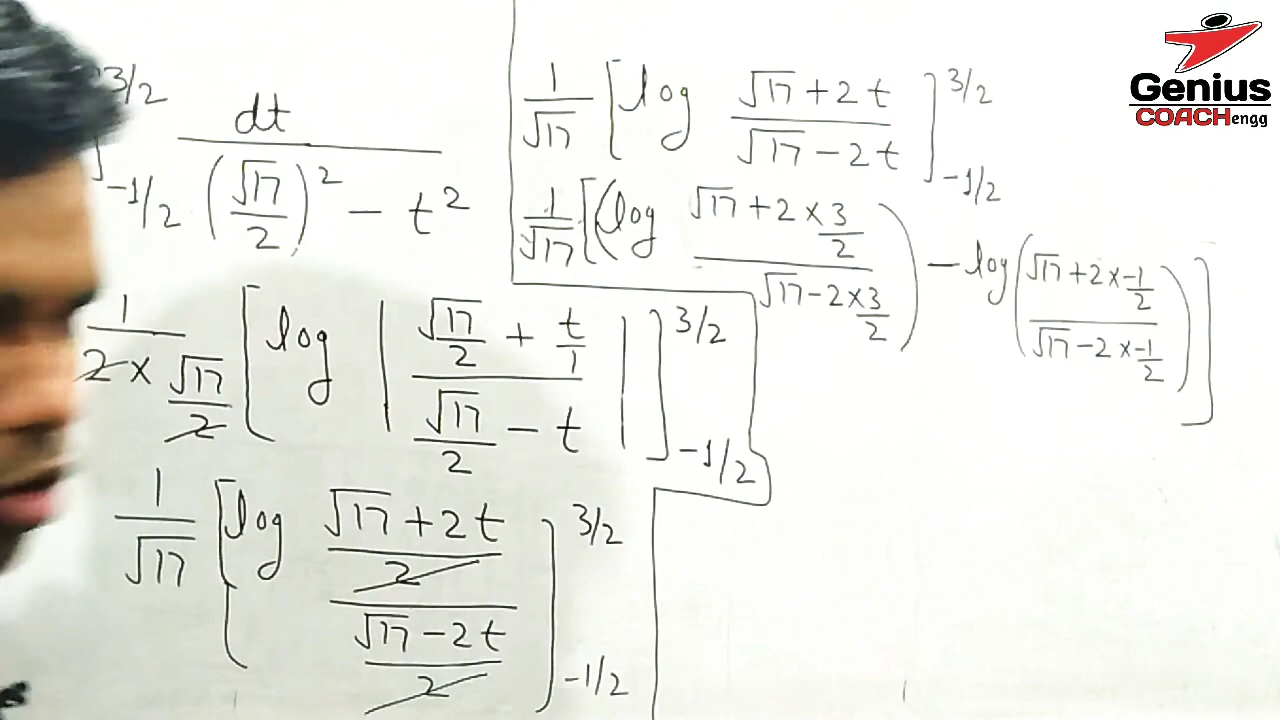 ∫_{-1/2}^{3/2} dt / ((√17/2)² - t²)
1/(2 × √17/2) [log |(√17/2 + t/1) / (√17/2 - t)|]_{-1/2}^{3/2}
1/√17 [log ((√17 + 2t)/2) / ((√17 - 2t)/2)]_{-1/2}^{3/2}
1/√17 [log (√17 + 2t)/(√17 - 2t)]_{-1/2}^{3/2}
1/√17 [(log (√17 + 2 × 3/2)/(√17 - 2 × 3/2)) - log((√17 + 2 × -1/2)/(√17 - 2 × -1/2))]
Genius
COACHengg